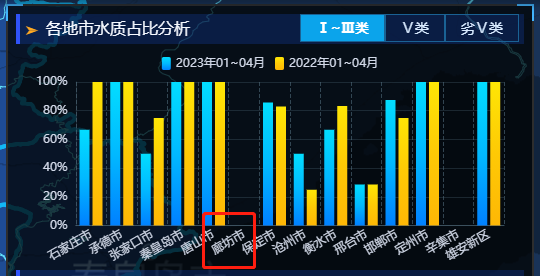 各地市水质占比分析
Ⅰ~Ⅲ类 Ⅴ类 劣Ⅴ类
2023年01~04月 2022年01~04月
100%
80%
60%
40%
20%
0%
石家庄市 承德市 张家口市 秦皇岛市 唐山市 廊坊市 保定市 沧州市 衡水市 邢台市 邯郸市 定州市 辛集市 雄安新区